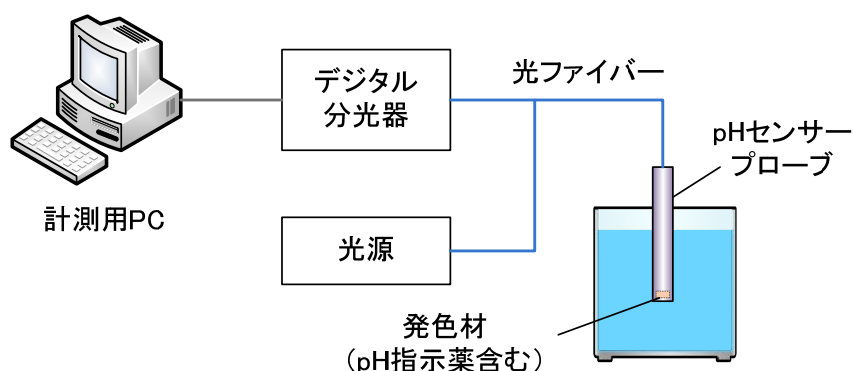 デジタル
分光器
光ファイバー
pHセンサー
プローブ
計測用PC
光源
発色材
（pH指示薬含む）